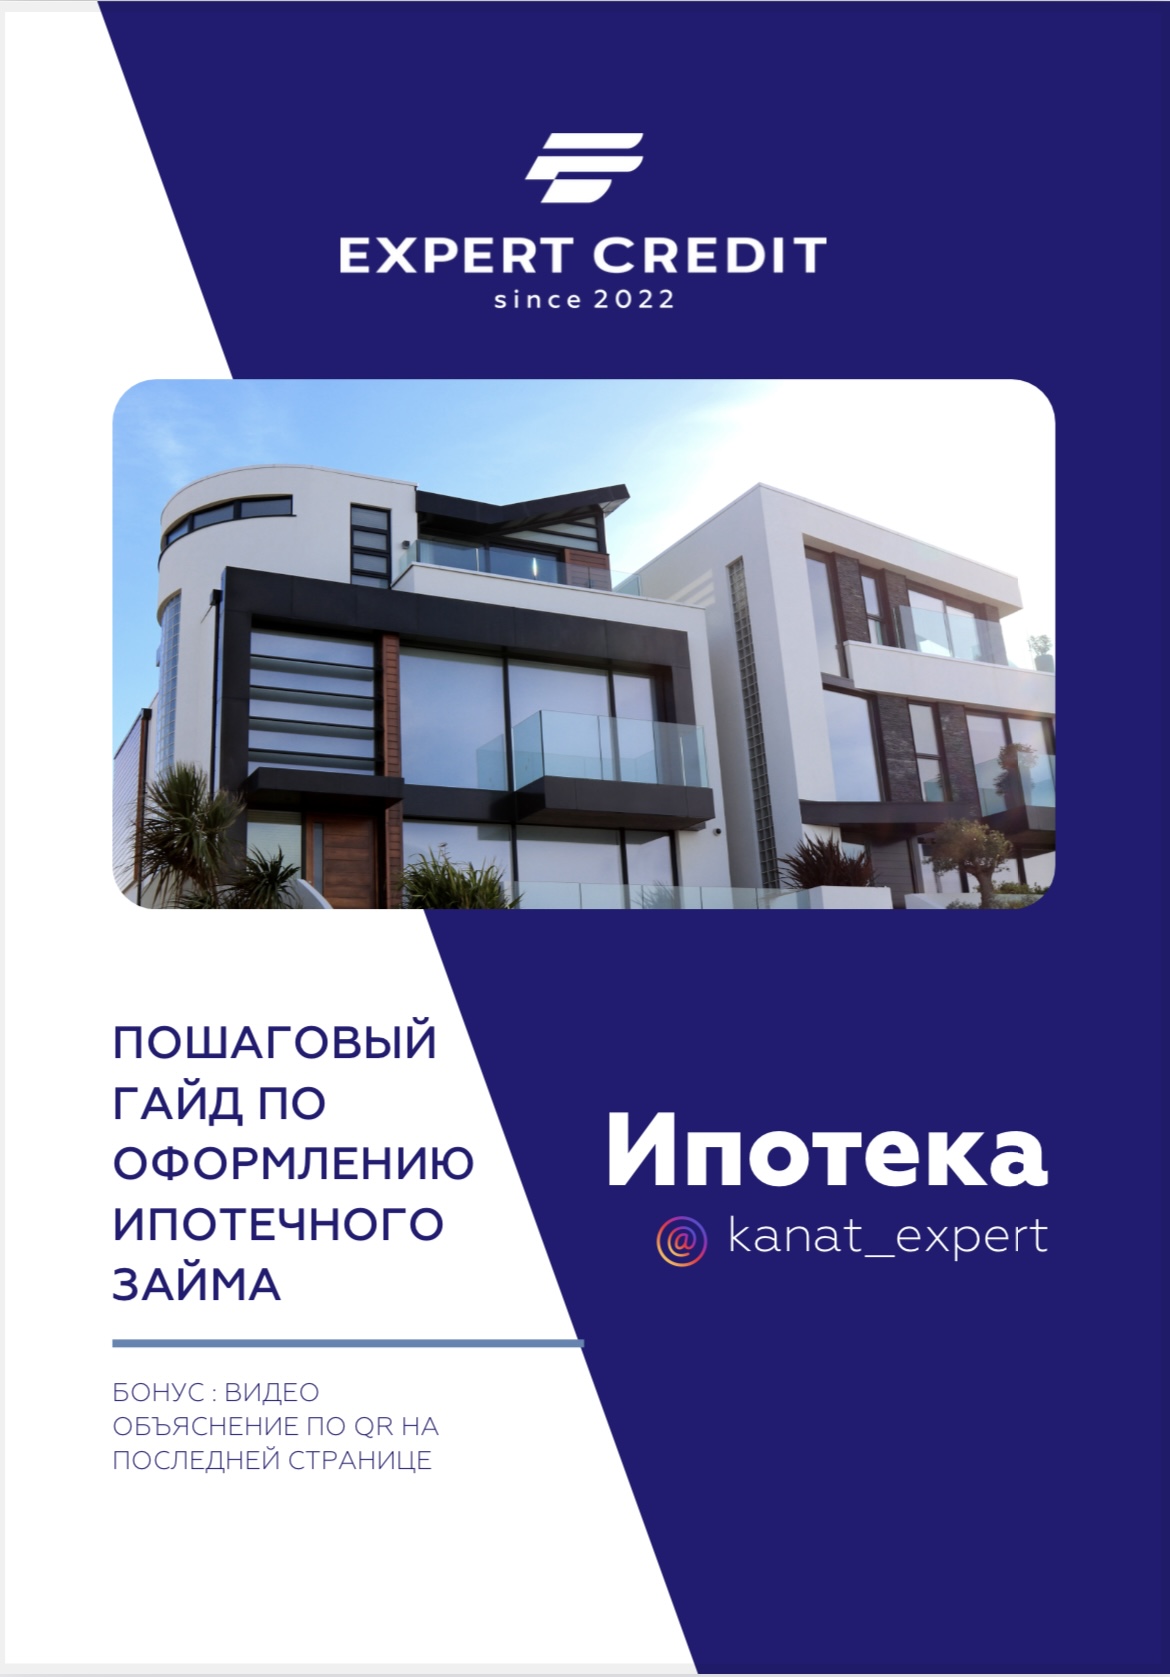 EXPERT CREDIT
since 2022
ПОШАГОВЫЙ
ГАЙД ПО
ОФОРМЛЕНИЮ
ИПОТЕЧНОГО
ЗАЙМА
Ипотека
@ kanat_expert
БОНУС : ВИДЕО
ОБЪЯСНЕНИЕ ПО QR НА
ПОСЛЕДНЕЙ СТРАНИЦЕ